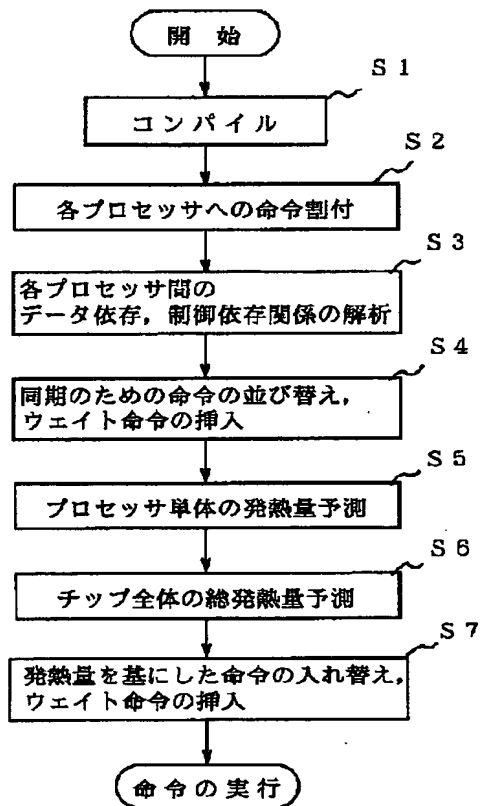 開始
S1
コンパイル
S2
各プロセッサへの命令割付
S3
各プロセッサ間の
データ依存,制御依存関係の解析
S4
同期のための命令の並び替え,
ウェイト命令の挿入
S5
プロセッサ単体の発熱量予測
S6
チップ全体の総発熱量予測
S7
発熱量を基にした命令の入れ替え,
ウェイト命令の挿入
命令の実行